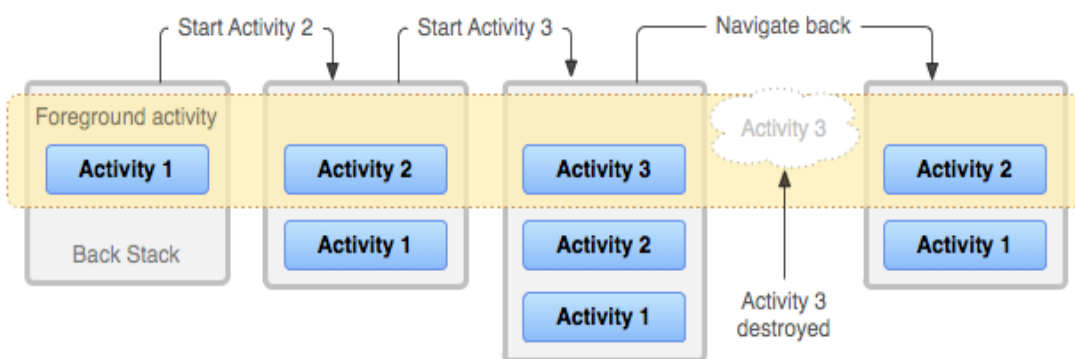 Start Activity 2
Start Activity 3
Navigate back
Foreground activity
Activity 1
Back Stack
Activity 2
Activity 1
Activity 3
Activity 2
Activity 1
Activity 3
Activity 3
destroyed
Activity 2
Activity 1